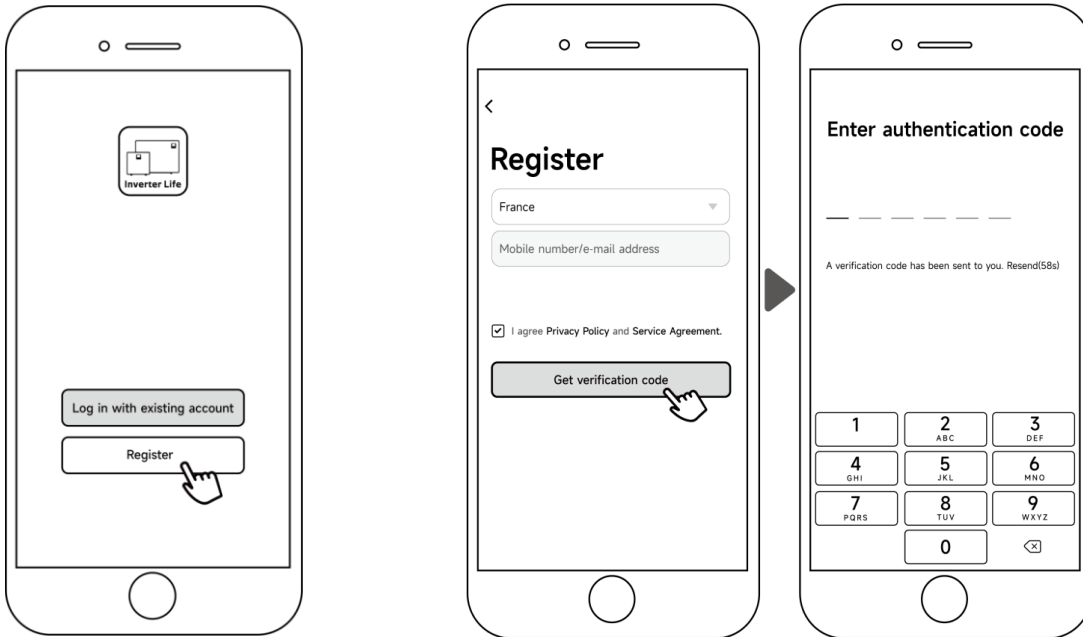 Inverter Life
Log in with existing account
Register
Register
France
Mobile number/e-mail address
I agree Privacy Policy and Service Agreement.
Get verification code
Enter authentication code
A verification code has been sent to you. Resend(58s)
1 2 3
ABC DEF
4 5 6
GHI JKL MNO
7 8 9
PQRS TUV WXYZ
0